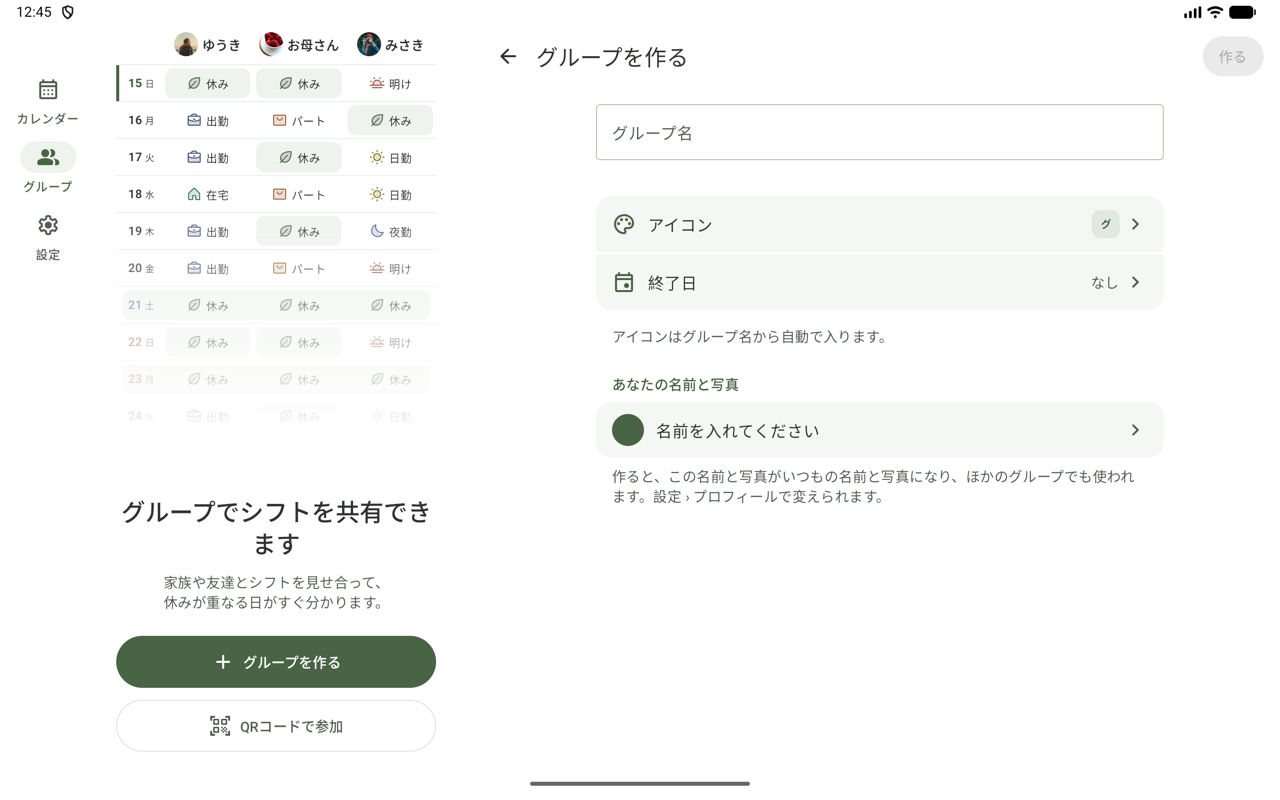 12:45
ゆうき お母さん みさき
15 日 休み 休み 明け
16 月 出勤 パート 休み
17 火 出勤 休み 日勤
18 水 在宅 パート 日勤
19 木 出勤 休み 夜勤
20 金 出勤 パート 明け
21 土 休み 休み 休み
22 日 休み 休み 明け
23 月 休み 休み 休み
24 火 出勤 休み 日勤
カレンダー
グループ
設定
グループでシフトを共有でき
ます
家族や友達とシフトを見せ合って、
休みが重なる日がすぐ分かります。
グループを作る
QRコードで参加
グループを作る
作る
グループ名
アイコン グ
終了日 なし
アイコンはグループ名から自動で入ります。
あなたの名前と写真
名前を入れてください
作ると、この名前と写真がいつもの名前と写真になり、ほかのグループでも使われ
ます。設定 › プロフィールで変えられます。